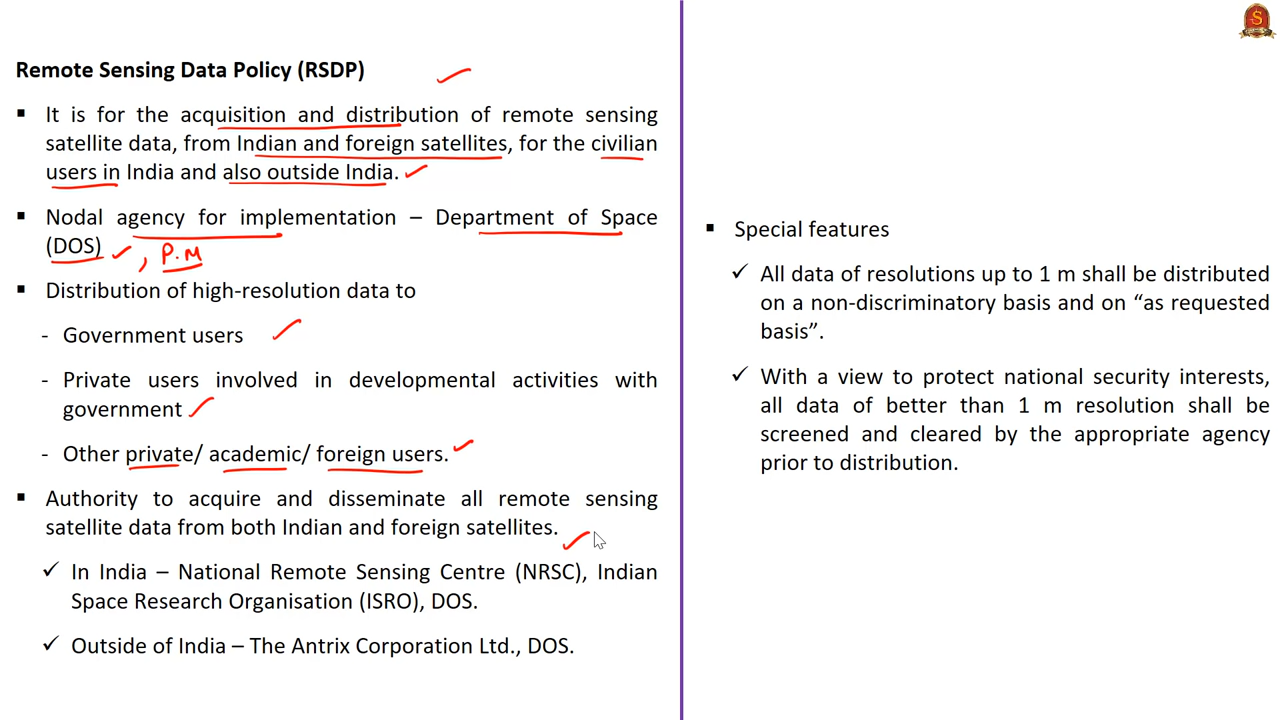 Remote Sensing Data Policy (RSDP)
▪ It is for the acquisition and distribution of remote sensing
satellite data, from Indian and foreign satellites, for the civilian
users in India and also outside India.
▪ Nodal agency for implementation – Department of Space
(DOS)
, P.M
▪ Distribution of high-resolution data to
- Government users
- Private users involved in developmental activities with
government
- Other private/ academic/ foreign users.
▪ Authority to acquire and disseminate all remote sensing
satellite data from both Indian and foreign satellites.
✓ In India – National Remote Sensing Centre (NRSC), Indian
Space Research Organisation (ISRO), DOS.
✓ Outside of India – The Antrix Corporation Ltd., DOS.
▪ Special features
✓ All data of resolutions up to 1 m shall be distributed
on a non-discriminatory basis and on “as requested
basis”.
✓ With a view to protect national security interests,
all data of better than 1 m resolution shall be
screened and cleared by the appropriate agency
prior to distribution.
S